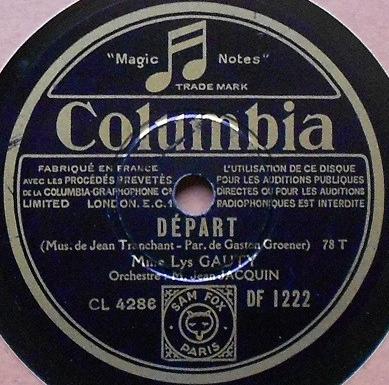 "Magic Notes"
TRADE MARK
Columbia
FABRIQUÉ EN FRANCE
AVEC LES PROCÉDÉS BREVETÉS
DE LA COLUMBIA-GRAPHOPHONE CO
LIMITED LONDON. E.C.1
L'UTILISATION DE CE DISQUE
POUR LES AUDITIONS PUBLIQUES
DIRECTES OU POUR LES AUDITIONS
RADIOPHONIQUES EST INTERDITE
DÉPART
(Mus. de Jean Tranchant - Par. de Gaston Groener) 78 T
Mme Lys GAUTY
Orchestre: M. Jean JACQUIN
CL 4286
DF 1222
SAM FOX
PARIS